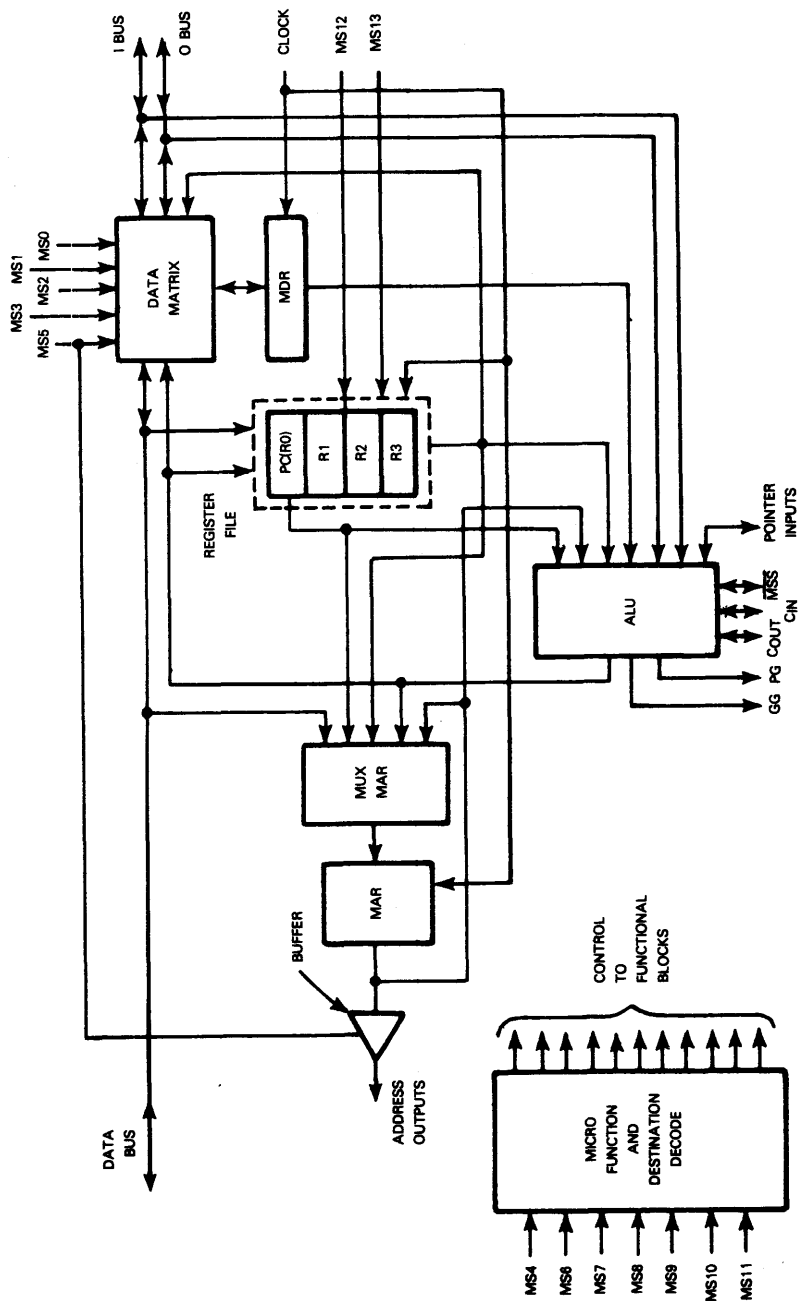 I BUS
O BUS
CLOCK
MS12
MS13
MS3
MS1
MS5
MS2
MS0
DATA
MATRIX
MDR
REGISTER
FILE
PC(R0)
R1
R2
R3
ALU
POINTER
INPUTS
MSS
CIN
COUT
PG
GG
MUX
MAR
MAR
BUFFER
DATA
BUS
ADDRESS
OUTPUTS
CONTROL
TO
FUNCTIONAL
BLOCKS
MICRO
FUNCTION
AND
DESTINATION
DECODE
MS4
MS6
MS7
MS8
MS9
MS10
MS11